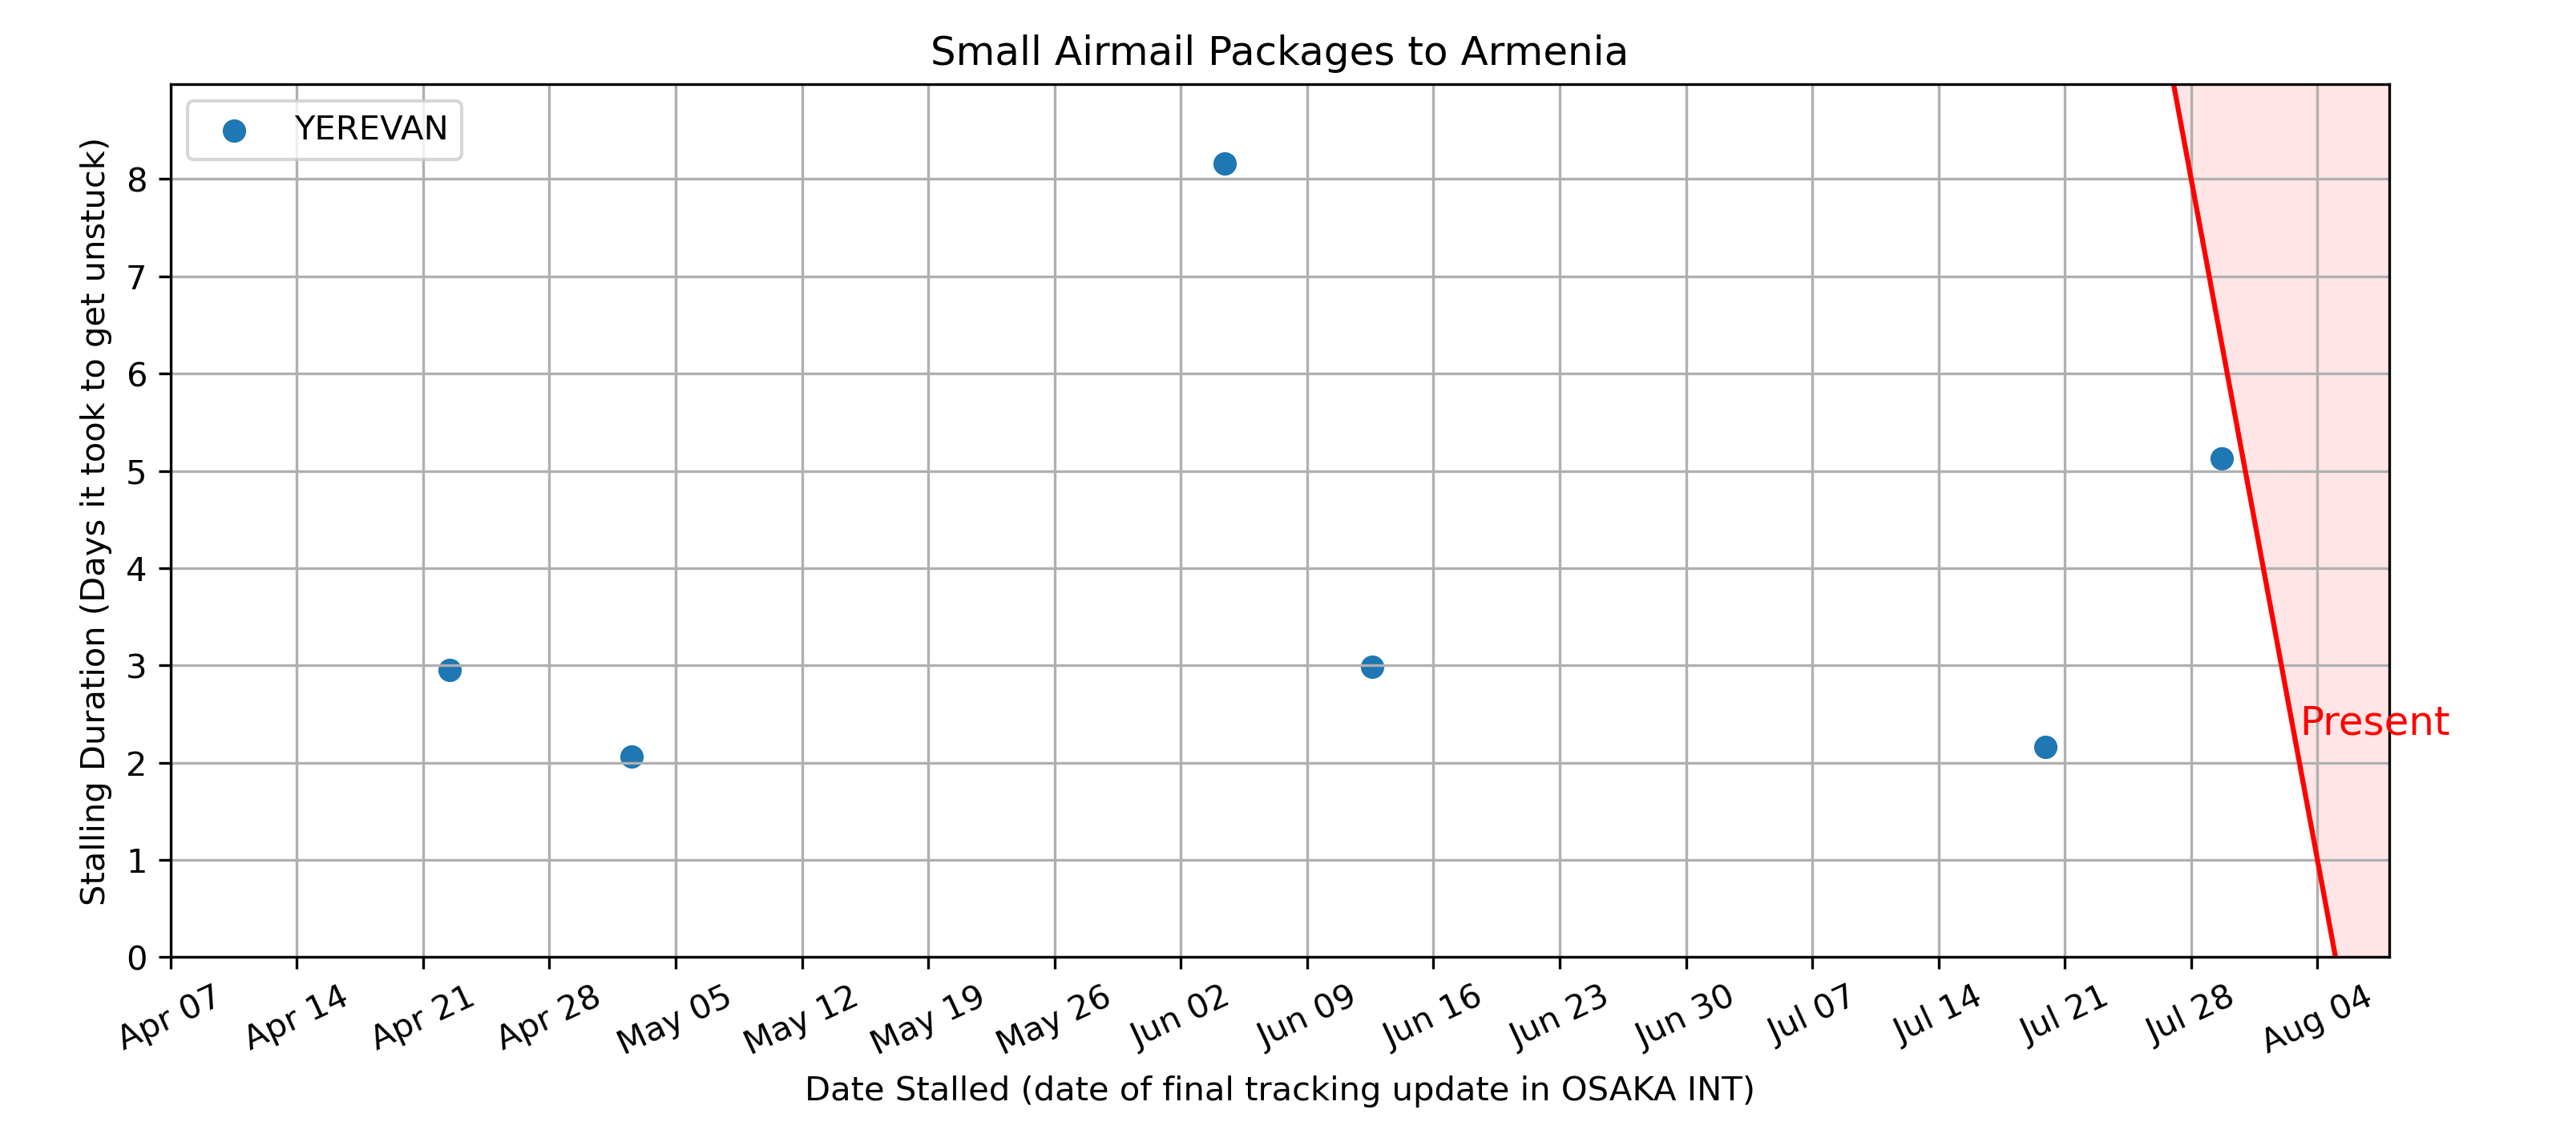 Small Airmail Packages to Armenia
YEREVAN
Stalling Duration (Days it took to get unstuck)
8
7
6
5
4
3
2
1
0
Present
Apr 07
Apr 14
Apr 21
Apr 28
May 05
May 12
May 19
May 26
Jun 02
Jun 09
Jun 16
Jun 23
Jun 30
Jul 07
Jul 14
Jul 21
Jul 28
Aug 04
Date Stalled (date of final tracking update in OSAKA INT)